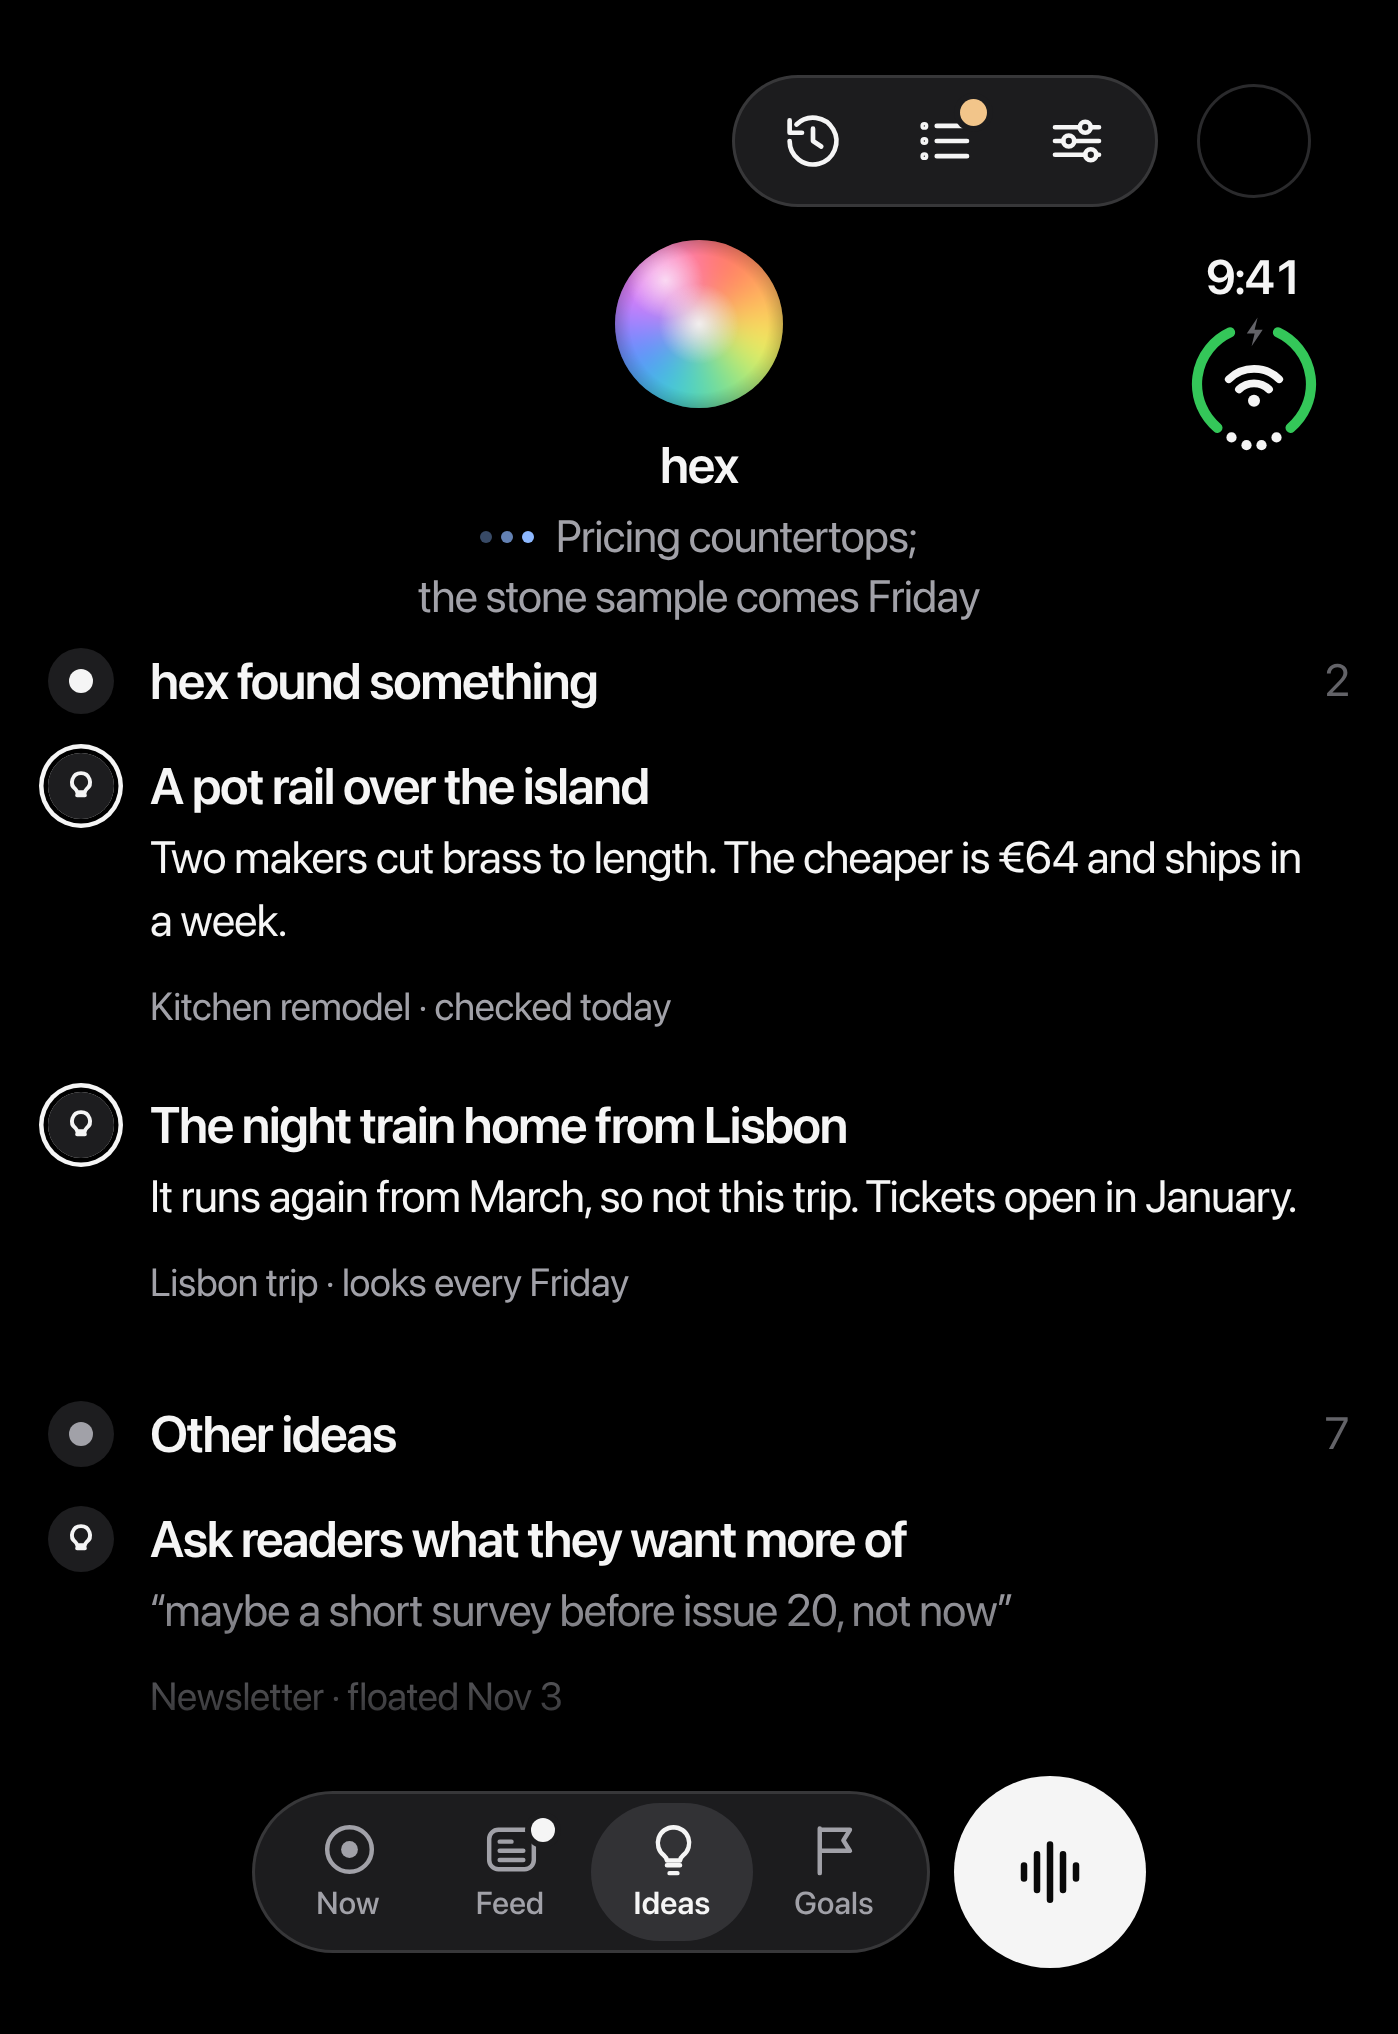 9:41
hex
Pricing countertops;
the stone sample comes Friday
hex found something
2
A pot rail over the island
Two makers cut brass to length. The cheaper is €64 and ships in
a week.
Kitchen remodel · checked today
The night train home from Lisbon
It runs again from March, so not this trip. Tickets open in January.
Lisbon trip · looks every Friday
Other ideas
7
Ask readers what they want more of
“maybe a short survey before issue 20, not now”
Newsletter · floated Nov 3
Now
Feed
Ideas
Goals